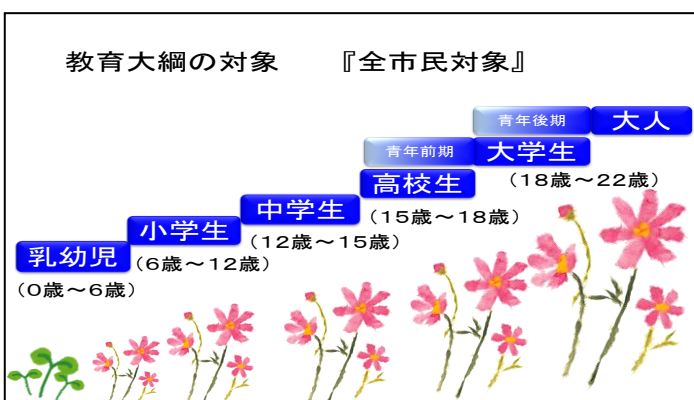 教育大綱の対象　　『全市民対象』
青年後期　大人
青年前期　大学生
高校生　(18歳～22歳)
中学生　(15歳～18歳)
小学生　(12歳～15歳)
乳幼児　(6歳～12歳)
(0歳～6歳)